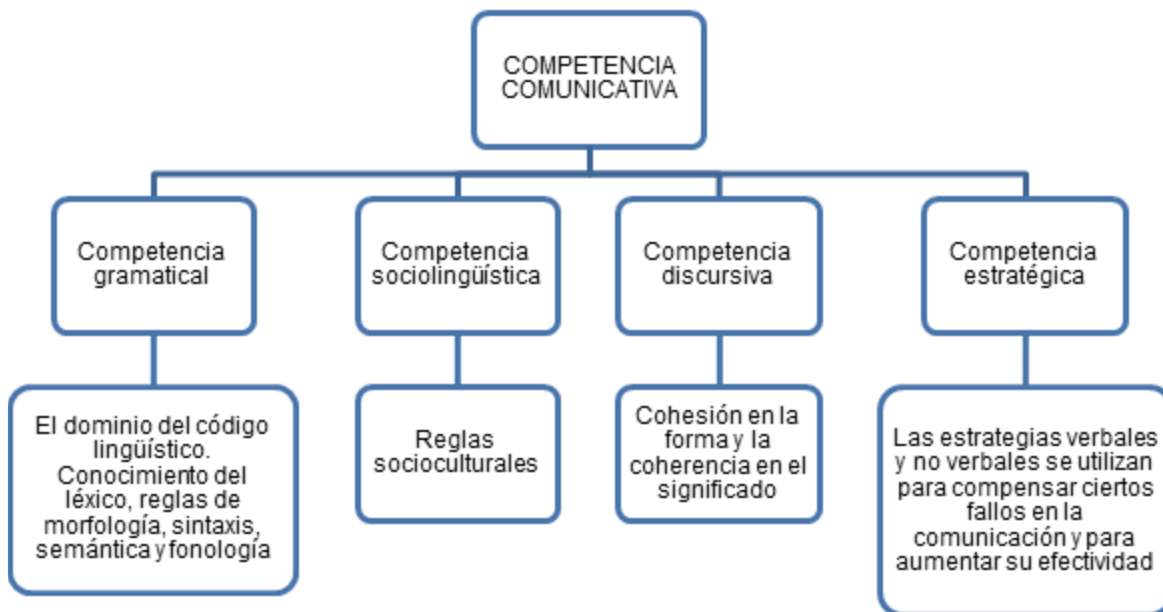 COMPETENCIA
COMUNICATIVA
Competencia
gramatical
Competencia
sociolingüística
Competencia
discursiva
Competencia
estratégica
El dominio del código
lingüístico.
Conocimiento del
léxico, reglas de
morfología, sintaxis,
semántica y fonología
Reglas
socioculturales
Cohesión en la
forma y la
coherencia en el
significado
Las estrategias verbales
y no verbales se utilizan
para compensar ciertos
fallos en la
comunicación y para
aumentar su efectividad